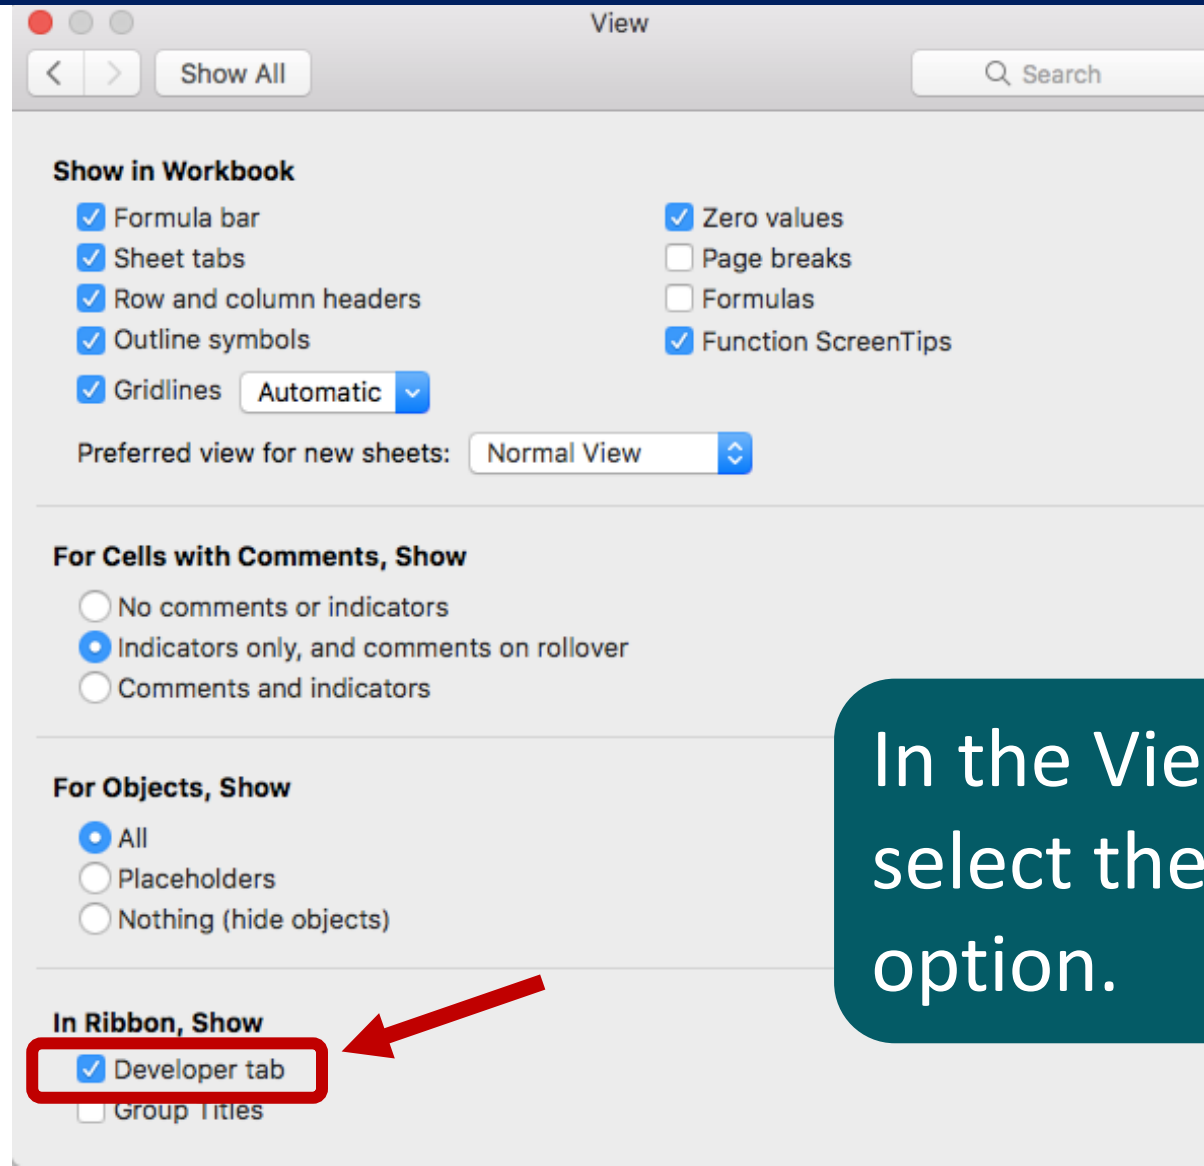 View
Show All
Search
Show in Workbook
Formula bar
Zero values
Sheet tabs
Page breaks
Row and column headers
Formulas
Outline symbols
Function ScreenTips
Gridlines Automatic
Preferred view for new sheets: Normal View
For Cells with Comments, Show
No comments or indicators
Indicators only, and comments on rollover
Comments and indicators
For Objects, Show
All
Placeholders
Nothing (hide objects)
In Ribbon, Show
Developer tab
Group Titles
In the Vie
select the
option.